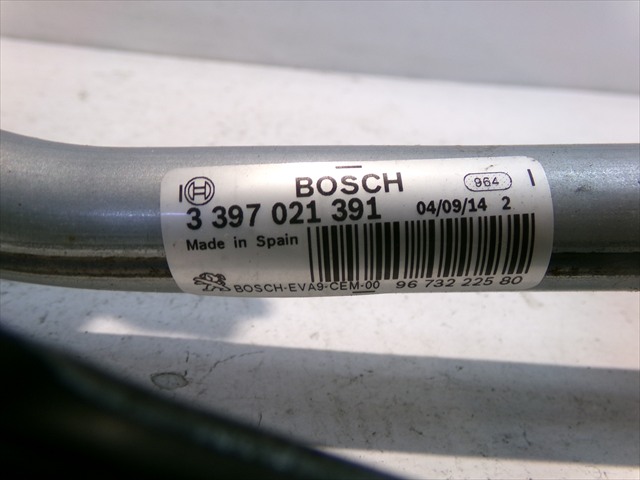 BOSCH
964
3 397 021 391
04/09/14 2
Made in Spain
BOSCH-EVA9-CEM-00
96 732 225 80